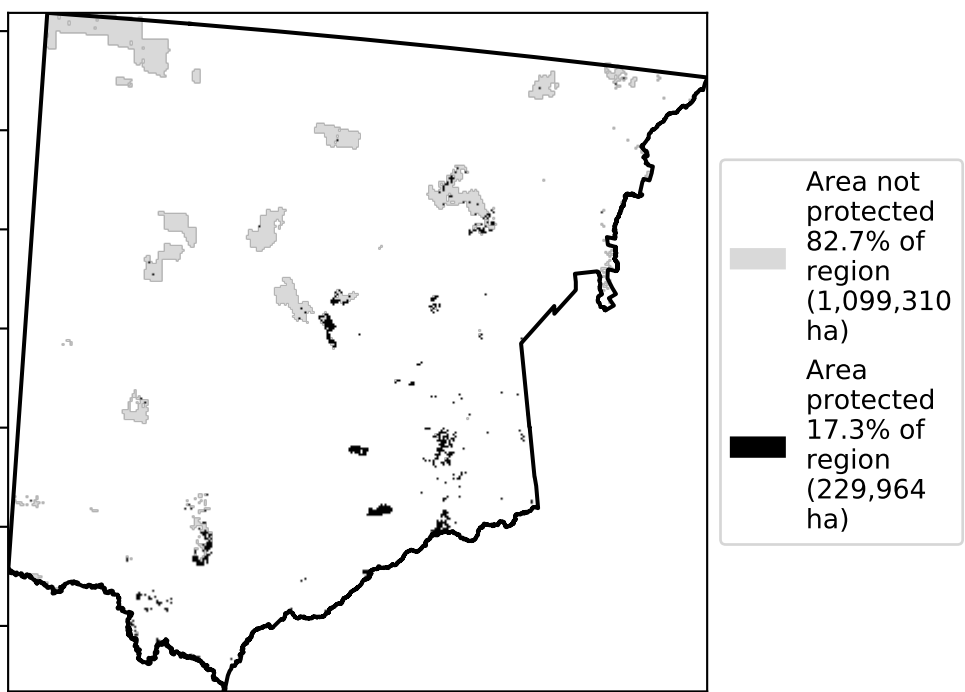 Area not
protected
82.7% of
region
(1,099,310
ha)
Area
protected
17.3% of
region
(229,964
ha)